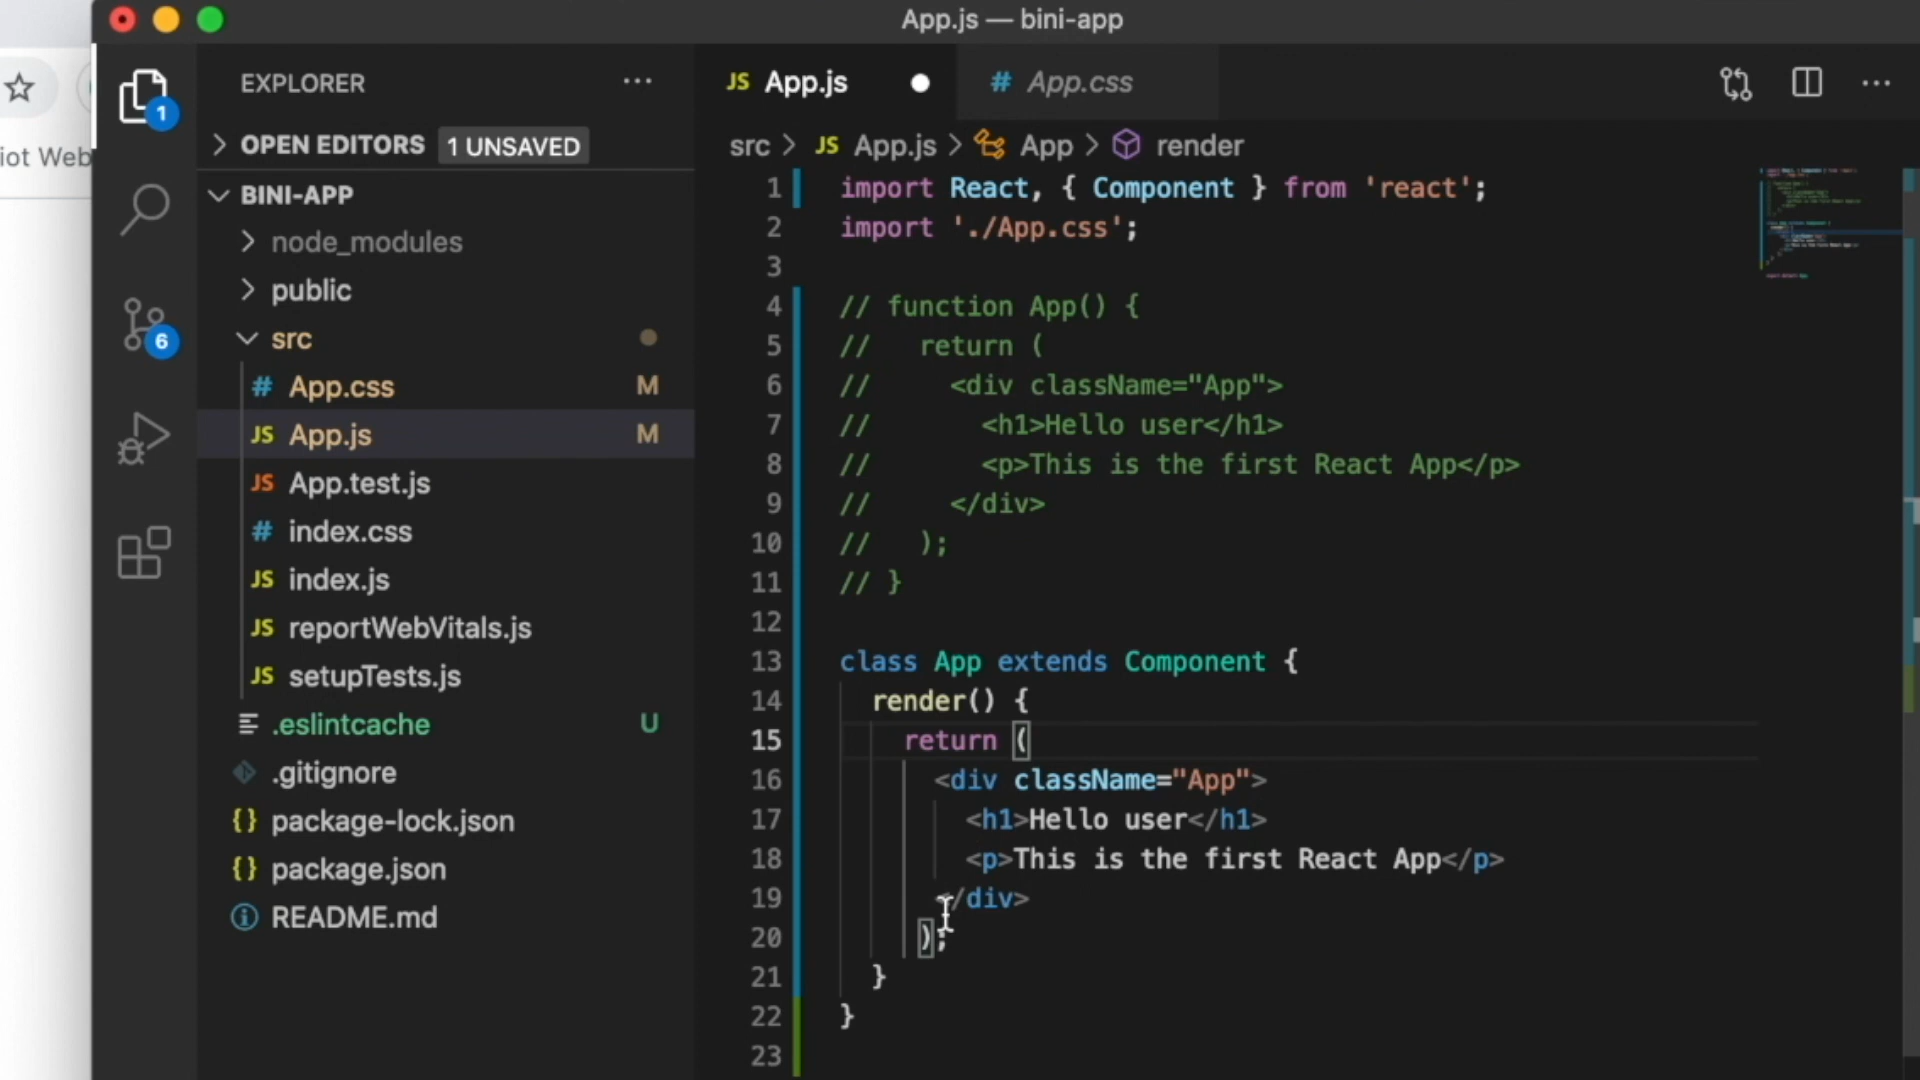 App.js — bini-app
iot Web
1
6
EXPLORER
OPEN EDITORS 1 UNSAVED
BINI-APP
node_modules
public
src
# App.css M
JS App.js M
JS App.test.js
# index.css
JS index.js
JS reportWebVitals.js
JS setupTests.js
.eslintcache U
.gitignore
{} package-lock.json
{} package.json
README.md
JS App.js
# App.css
src > JS App.js > App > render
1 import React, { Component } from 'react';
2 import './App.css';
3
4 // function App() {
5 //   return (
6 //     <div className="App">
7 //       <h1>Hello user</h1>
8 //       <p>This is the first React App</p>
9 //     </div>
10 //   );
11 // }
12
13 class App extends Component {
14   render() {
15     return (
16       <div className="App">
17         <h1>Hello user</h1>
18         <p>This is the first React App</p>
19       </div>
20      );
21   }
22 }
23